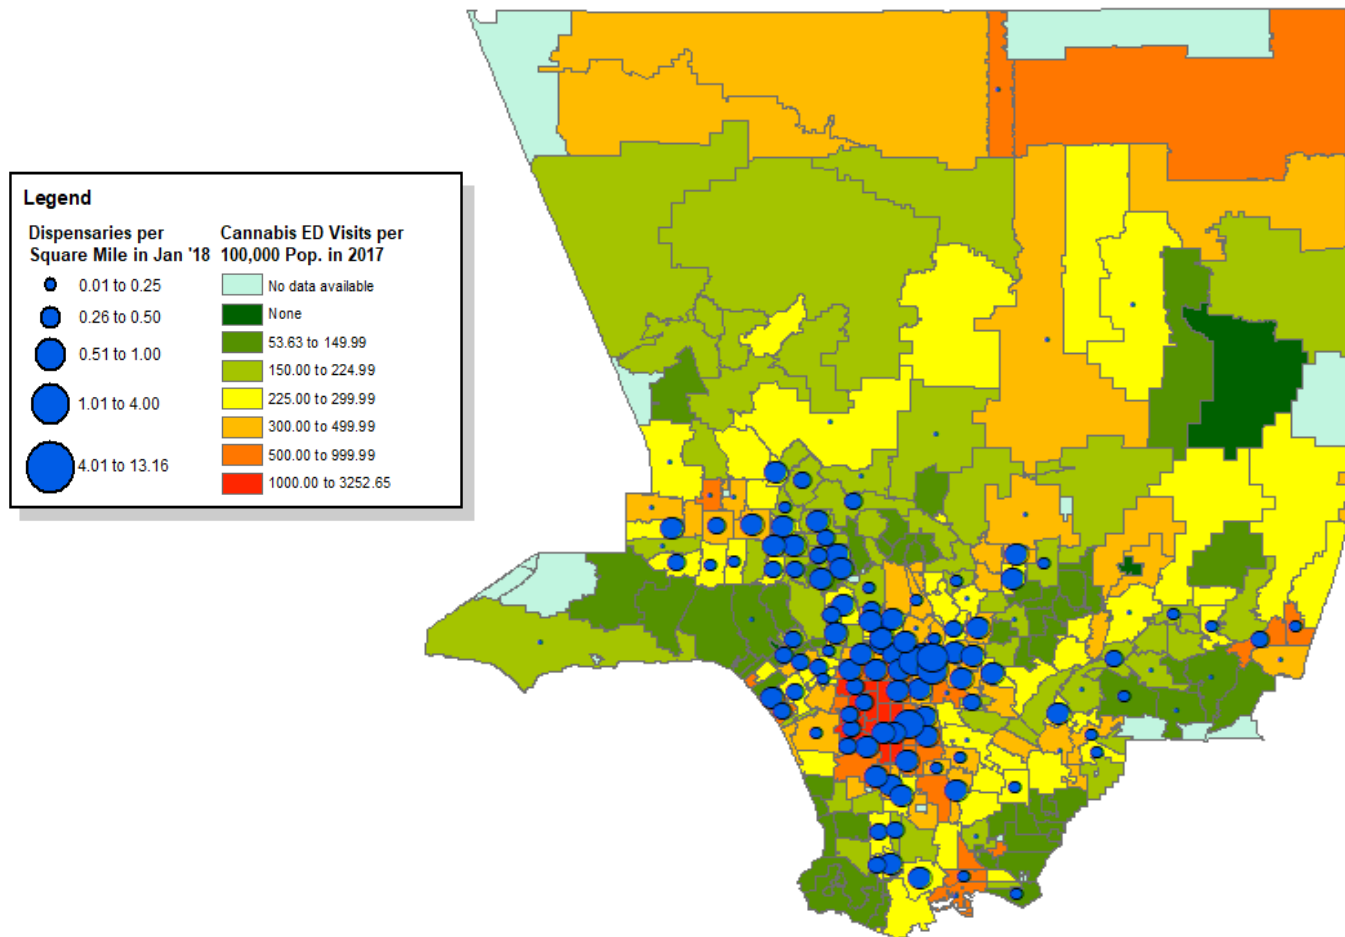 Legend
Dispensaries per
Square Mile in Jan '18
0.01 to 0.25
0.26 to 0.50
0.51 to 1.00
1.01 to 4.00
4.01 to 13.16
Cannabis ED Visits per
100,000 Pop. in 2017
No data available
None
53.63 to 149.99
150.00 to 224.99
225.00 to 299.99
300.00 to 499.99
500.00 to 999.99
1000.00 to 3252.65